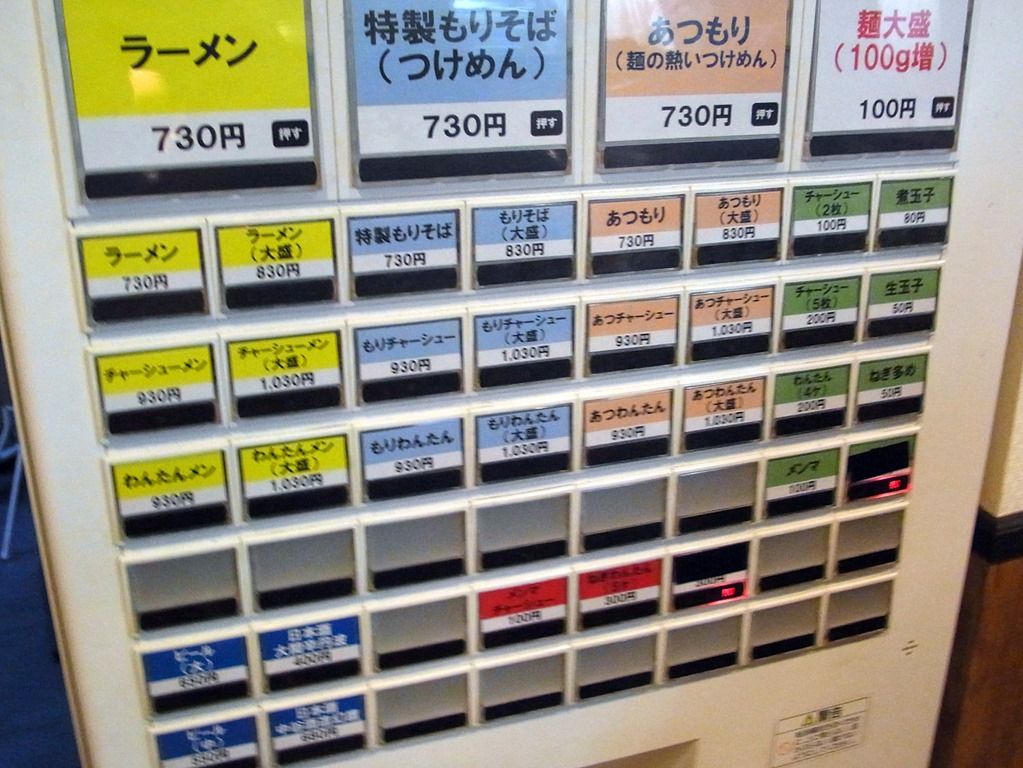 ラーメン
730円 押す
特製もりそば
(つけめん)
730円 押す
あつもり
(麺の熱いつけめん)
730円 押す
麺大盛
(100g増)
100円 押す
ラーメン
730円
ラーメン
(大盛)
830円
特製もりそば
730円
もりそば
(大盛)
830円
あつもり
730円
あつもり
(大盛)
830円
チャーシュー
(2枚)
100円
煮玉子
80円
チャーシューメン
930円
チャーシューメン
(大盛)
1.030円
もりチャーシュー
930円
もりチャーシュー
(大盛)
1.030円
あつチャーシュー
930円
あつチャーシュー
(大盛)
1.030円
チャーシュー
(5枚)
200円
生玉子
50円
わんたんメン
930円
わんたんメン
(大盛)
1.030円
もりわんたん
930円
もりわんたん
(大盛)
1.030円
あつわんたん
930円
あつわんたん
(大盛)
1.030円
わんたん
(4ケ)
200円
ねぎ多め
50円
メンマ
100円
メンマ
チャーシュー
100円
ねぎわんたん
300円
ビール
(大)
日本酒
ビール
日本酒
警告